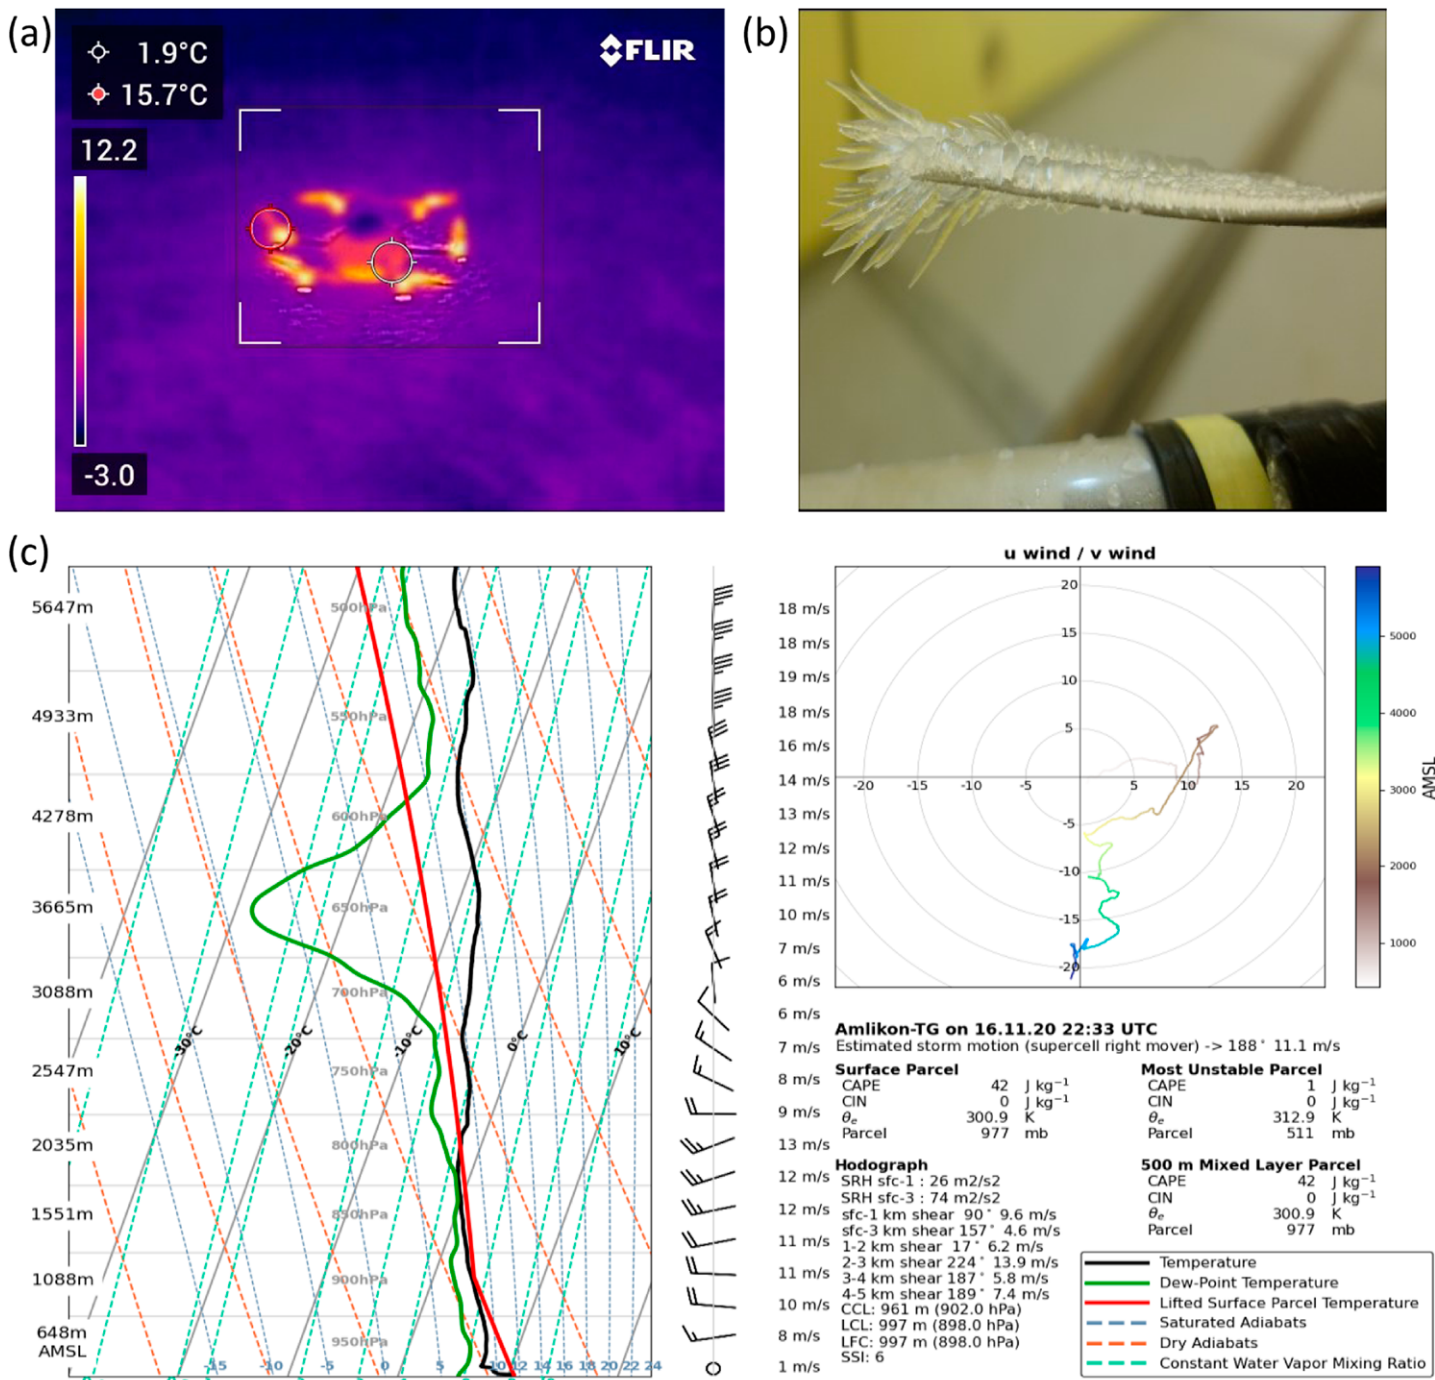 (a)
1.9°C
15.7°C
12.2
-3.0
FLIR
(b)
(c)
5647m
4933m
4278m
3665m
3088m
2547m
2035m
1551m
1088m
648m
AMSL
500hPa
550hPa
600hPa
650hPa
700hPa
750hPa
800hPa
850hPa
900hPa
950hPa
-30°C
-20°C
-10°C
0°C
10°C
-15 -10 -5 0 5 10 12 14 16 18 20 22 24
18 m/s
18 m/s
19 m/s
18 m/s
16 m/s
14 m/s
13 m/s
12 m/s
11 m/s
10 m/s
7 m/s
6 m/s
6 m/s
7 m/s
8 m/s
9 m/s
13 m/s
12 m/s
12 m/s
11 m/s
11 m/s
10 m/s
8 m/s
1 m/s
u wind / v wind
20
15
10
5
-20 -15 -10 -5 5 10 15 20
-5
-10
-15
-20
5000
4000
3000
2000
1000
AMSL
Amlikon-TG on 16.11.20 22:33 UTC
Estimated storm motion (supercell right mover) -> 188° 11.1 m/s
Surface Parcel
CAPE 42 J kg⁻¹
CIN 0 J kg⁻¹
θe 300.9 K
Parcel 977 mb
Most Unstable Parcel
CAPE 1 J kg⁻¹
CIN 0 J kg⁻¹
θe 312.9 K
Parcel 511 mb
Hodograph
SRH sfc-1 : 26 m2/s2
SRH sfc-3 : 74 m2/s2
sfc-1 km shear 90° 9.6 m/s
sfc-3 km shear 157° 4.6 m/s
1-2 km shear 17° 6.2 m/s
2-3 km shear 224° 13.9 m/s
3-4 km shear 187° 5.8 m/s
4-5 km shear 189° 7.4 m/s
CCL: 961 m (902.0 hPa)
LCL: 997 m (898.0 hPa)
LFC: 997 m (898.0 hPa)
SSI: 6
500 m Mixed Layer Parcel
CAPE 42 J kg⁻¹
CIN 0 J kg⁻¹
θe 300.9 K
Parcel 977 mb
Temperature
Dew-Point Temperature
Lifted Surface Parcel Temperature
Saturated Adiabats
Dry Adiabats
Constant Water Vapor Mixing Ratio